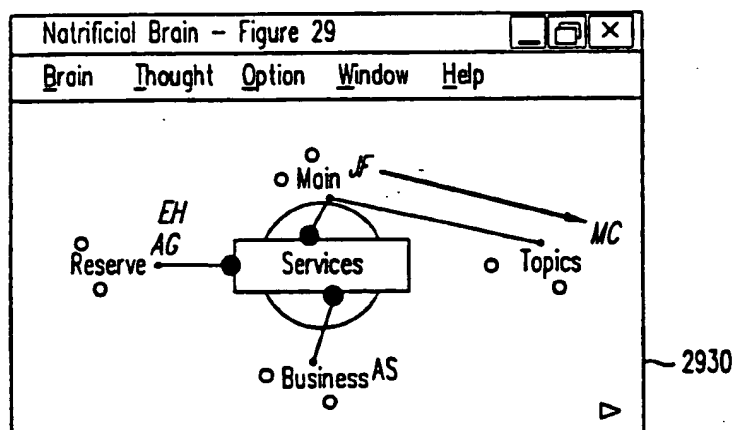 Natrificial Brain - Figure 29
Brain Thought Option Window Help
Main JF
EH
AG
MC
Reserve
Services
Topics
Business AS
2930